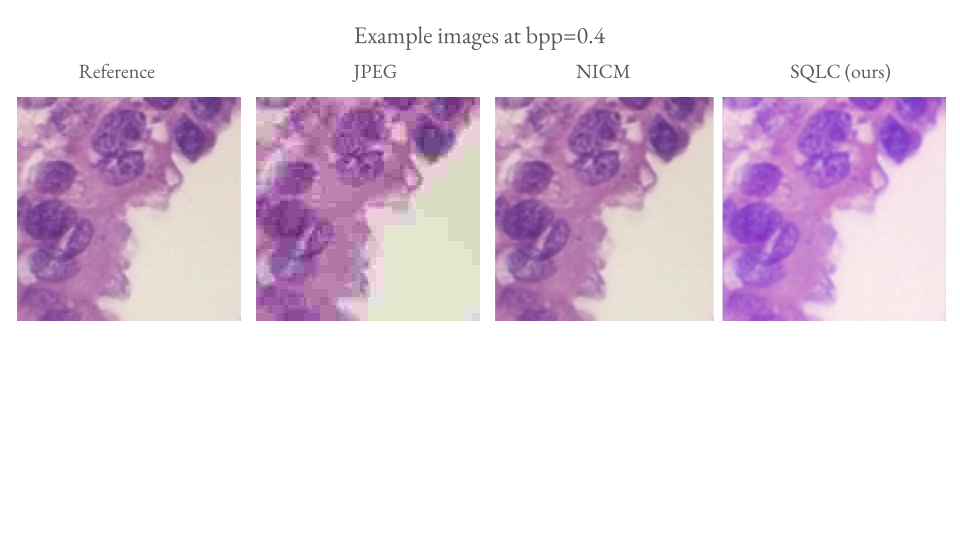 Example images at bpp=0.4
Reference
JPEG
NICM
SQLC (ours)